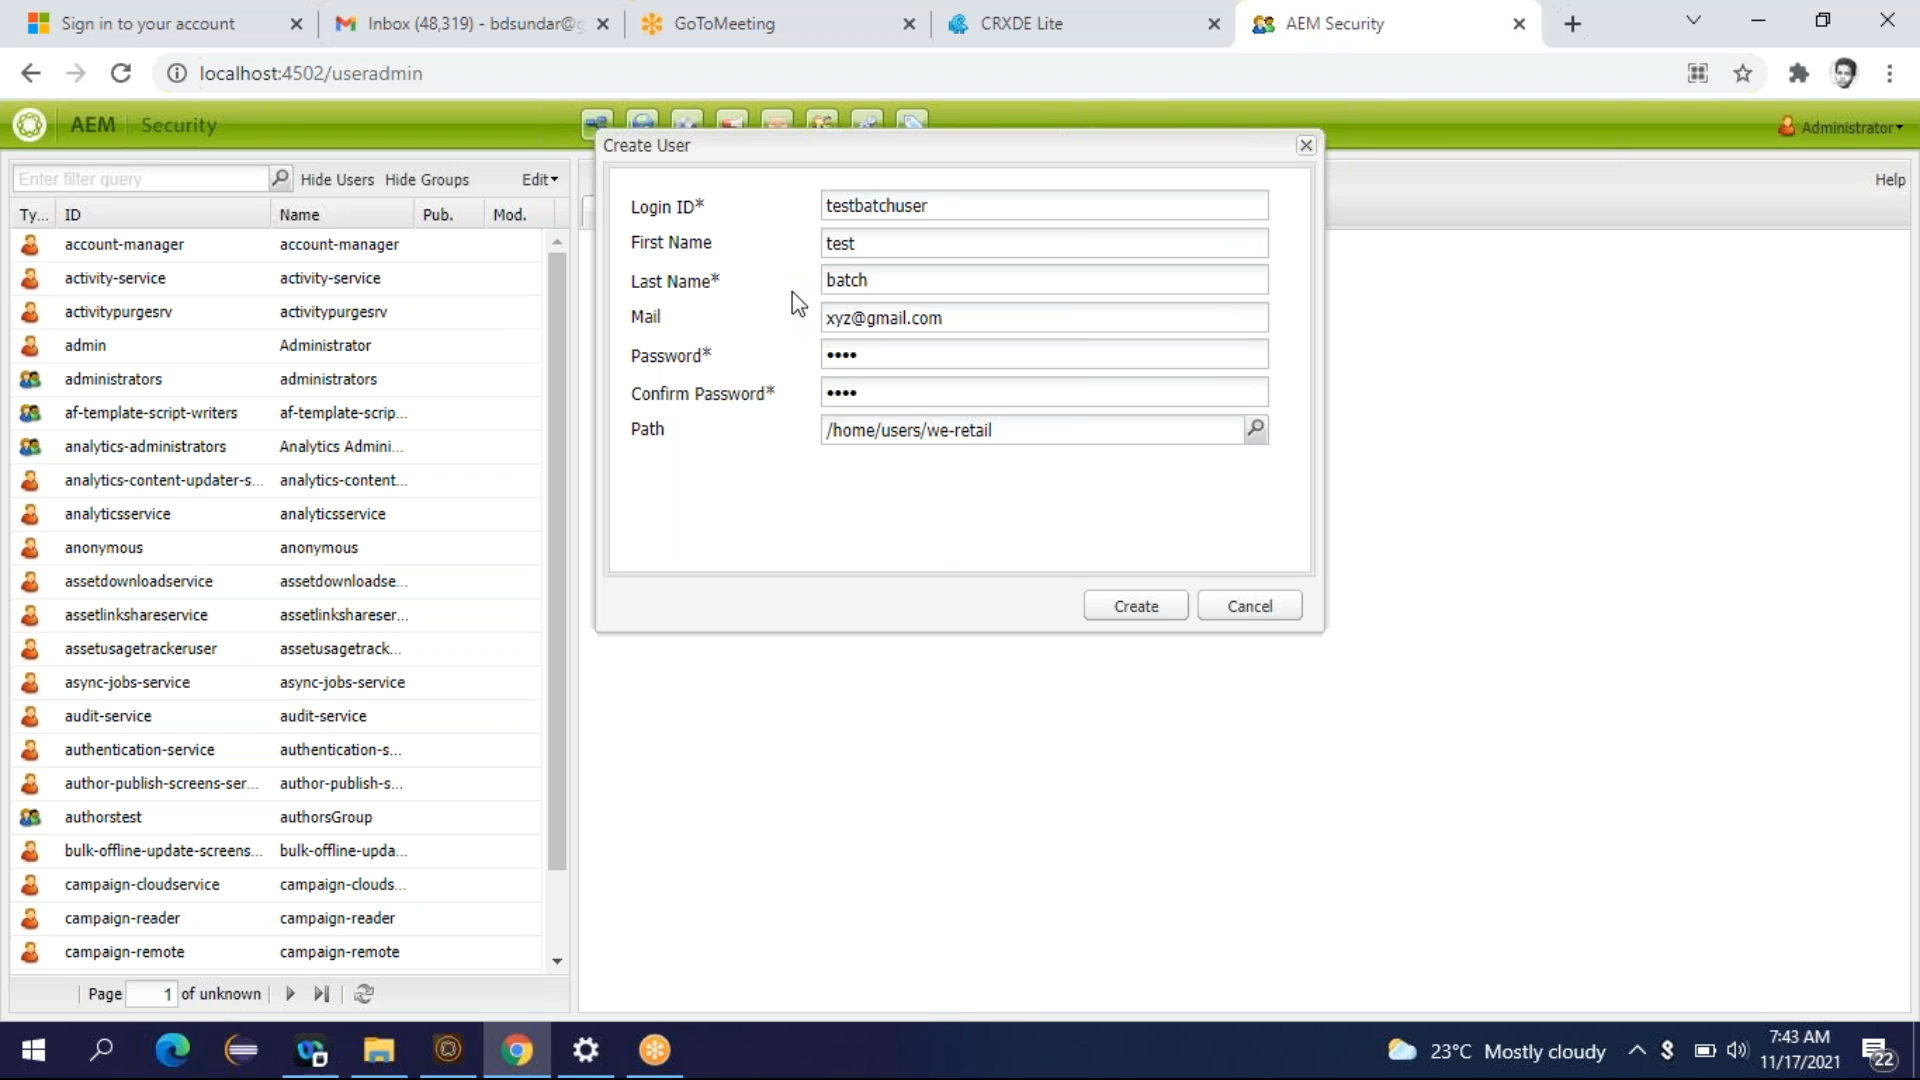 Sign in to your account
Inbox (48,319) - bdsundar@g
GoToMeeting
CRXDE Lite
AEM Security
localhost:4502/useradmin
AEM Security
Administrator
Enter filter query
Hide Users Hide Groups Edit
Help
Ty... ID Name Pub. Mod.
account-manager account-manager
activity-service activity-service
activitypurgesrv activitypurgesrv
admin Administrator
administrators administrators
af-template-script-writers af-template-scrip...
analytics-administrators Analytics Admini...
analytics-content-updater-s... analytics-content...
analyticsservice analyticsservice
anonymous anonymous
assetdownloadservice assetdownloadse...
assetlinkshareservice assetlinkshareser...
assetusagetrackeruser assetusagetrack...
async-jobs-service async-jobs-service
audit-service audit-service
authentication-service authentication-s...
author-publish-screens-ser... author-publish-s...
authorstest authorsGroup
bulk-offline-update-screens... bulk-offline-upda...
campaign-cloudservice campaign-clouds...
campaign-reader campaign-reader
campaign-remote campaign-remote
Page 1 of unknown
Create User
Login ID* testbatchuser
First Name test
Last Name* batch
Mail xyz@gmail.com
Password* ••••
Confirm Password* ••••
Path /home/users/we-retail
Create Cancel
23°C Mostly cloudy
7:43 AM
11/17/2021
22